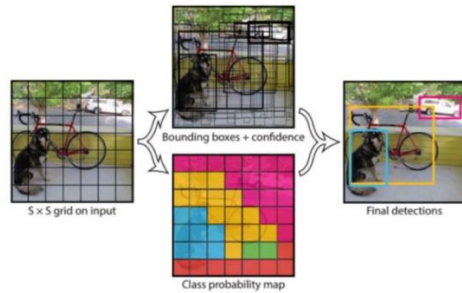 Bounding boxes + confidence
S × S grid on input
Final detections
Class probability map